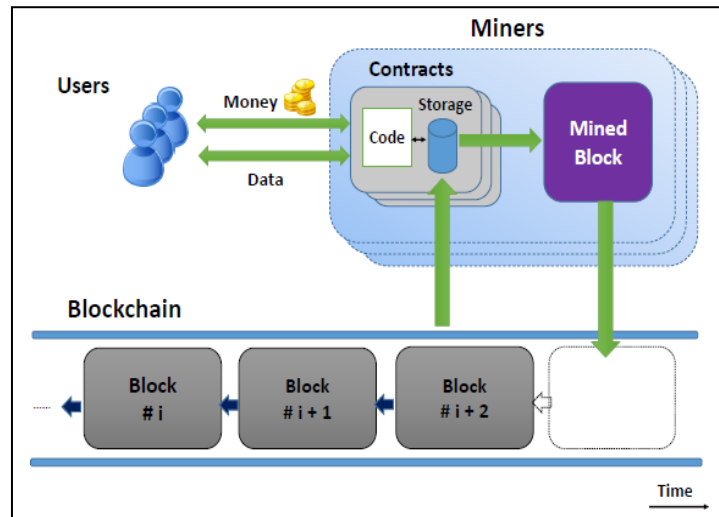 Miners
Users
Contracts
Money
Storage
Code
Mined
Block
Data
Blockchain
Block
# i
Block
# i + 1
Block
# i + 2
Time